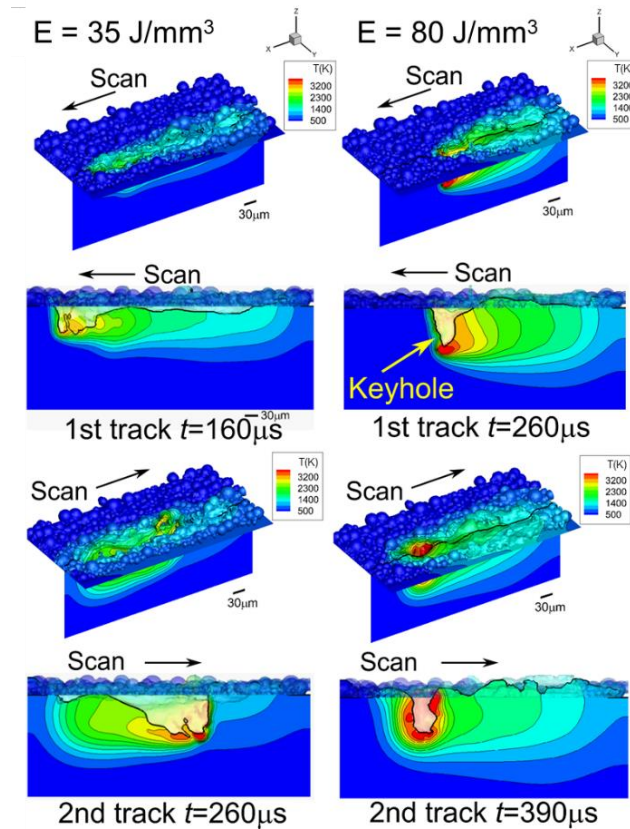 E = 35 J/mm³
E = 80 J/mm³
Z
X
Y
Z
X
Y
Scan
T(K)
3200
2300
1400
500
Scan
T(K)
3200
2300
1400
500
30μm
30μm
Scan
Scan
Keyhole
30μm
1st track t=160μs
1st track t=260μs
Scan
T(K)
3200
2300
1400
500
Scan
T(K)
3200
2300
1400
500
30μm
30μm
Scan
Scan
2nd track t=260μs
2nd track t=390μs